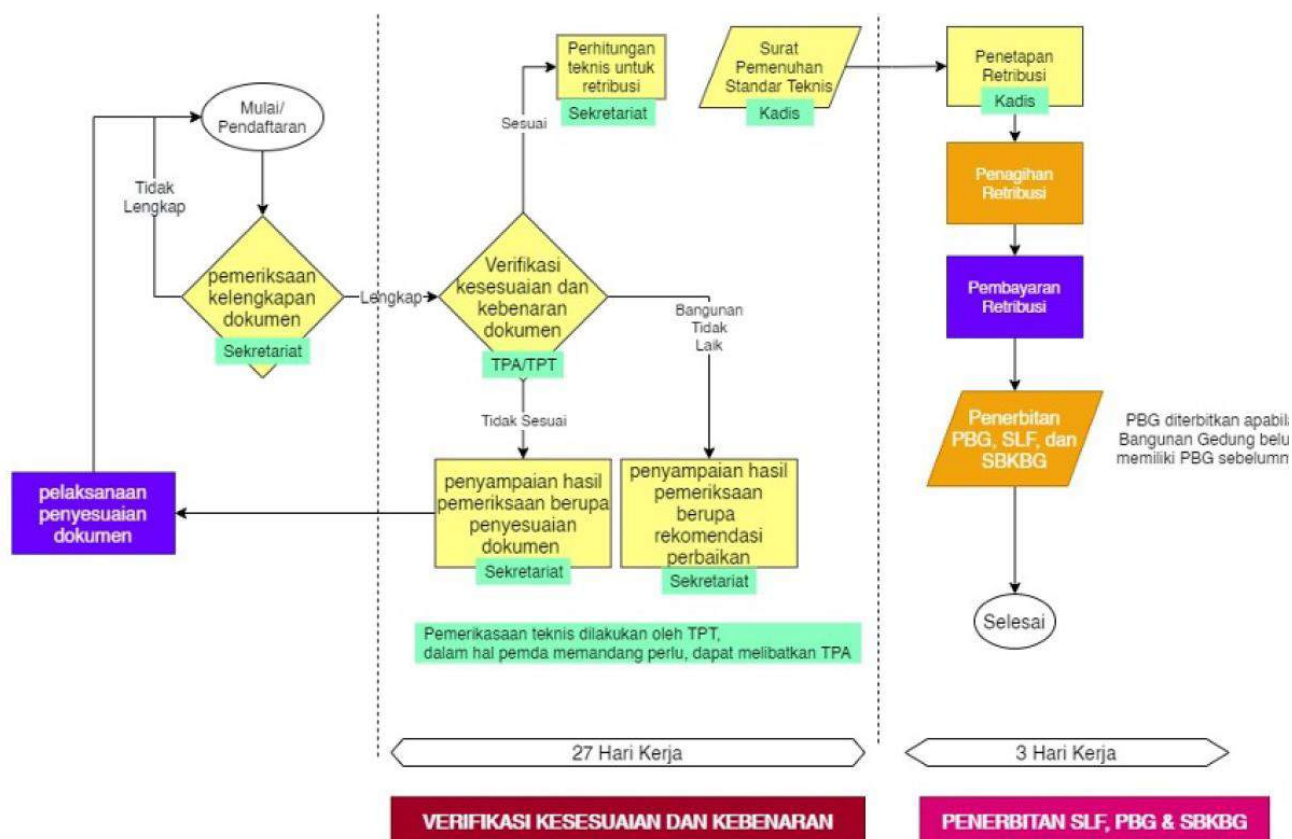 Mulai/
Pendaftaran
Tidak
Lengkap
pemeriksaan
kelengkapan
dokumen
Sekretariat
Lengkap
pelaksanaan
penyesuaian
dokumen
Perhitungan
teknis untuk
retribusi
Sekretariat
Sesuai
Surat
Pemenuhan
Standar Teknis
Kadis
Verifikasi
kesesuaian dan
kebenaran
dokumen
TPA/TPT
Bangunan
Tidak
Laik
Tidak Sesuai
penyampaian hasil
pemeriksaan berupa
penyesuaian
dokumen
Sekretariat
penyampaian hasil
pemeriksaan
berupa
rekomendasi
perbaikan
Sekretariat
Pemerikasaan teknis dilakukan oleh TPT,
dalam hal pemda memandang perlu, dapat melibatkan TPA
27 Hari Kerja
VERIFIKASI KESESUAIAN DAN KEBENARAN
Penetapan
Retribusi
Kadis
Penagihan
Retribusi
Pembayaran
Retribusi
Penerbitan
PBG, SLF, dan
SBKBG
PBG diterbitkan apabila
Bangunan Gedung belu
memiliki PBG sebelumn
Selesai
3 Hari Kerja
PENERBITAN SLF, PBG & SBKBG